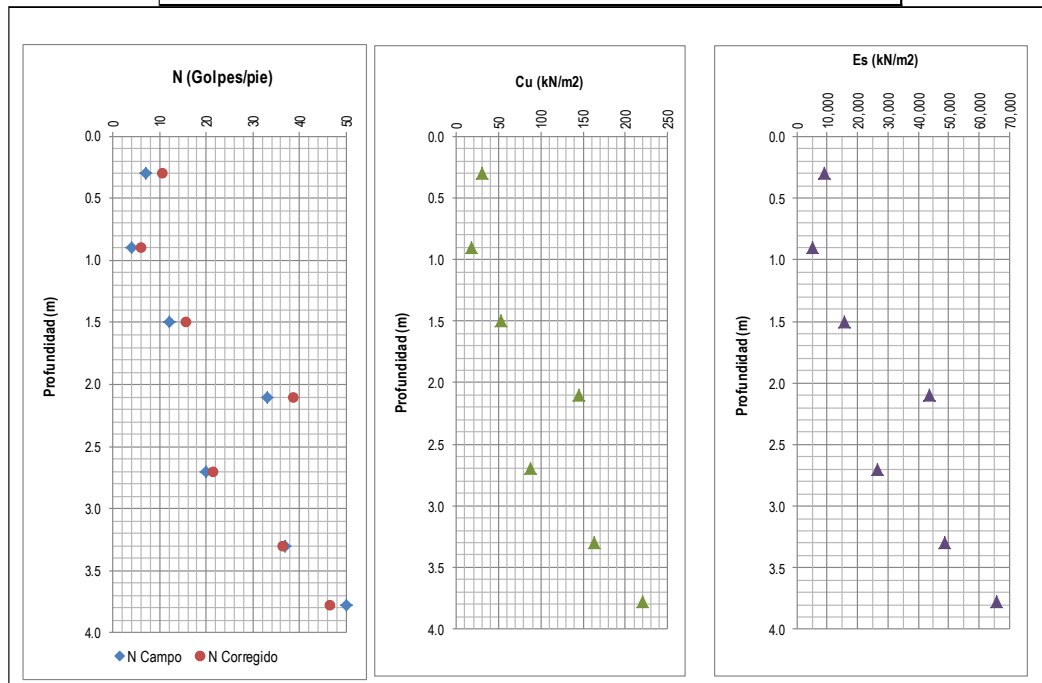 N (Golpes/pie)
0 10 20 30 40 50
0.0
0.5
1.0
1.5
2.0
2.5
3.0
3.5
4.0
Profundidad (m)
N Campo N Corregido
Cu (kN/m2)
0 50 100 150 200 250
0.0
0.5
1.0
1.5
2.0
2.5
3.0
3.5
4.0
Profundidad (m)
Es (kN/m2)
0 10,000 20,000 30,000 40,000 50,000 60,000 70,000
0.0
0.5
1.0
1.5
2.0
2.5
3.0
3.5
4.0
Profundidad (m)